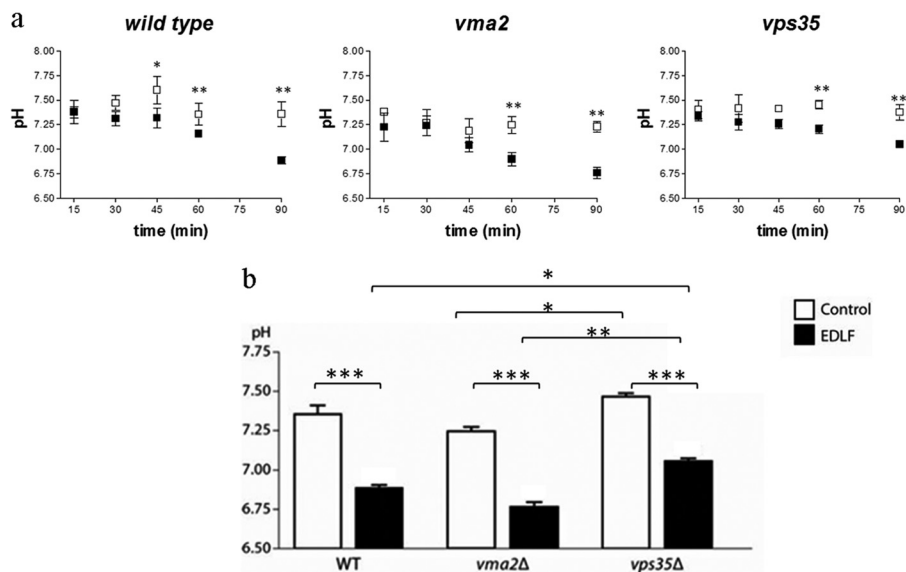 a
wild type
vma2
vps35
8.00
7.75
7.50
7.25
7.00
6.75
6.50
pH
*
**
**
15 30 45 60 75 90
time (min)
8.00
7.75
7.50
7.25
7.00
6.75
6.50
pH
**
**
15 30 45 60 75 90
time (min)
8.00
7.75
7.50
7.25
7.00
6.75
6.50
pH
**
**
15 30 45 60 75 90
time (min)
b
*
*
**
***
***
***
pH
7.75
7.50
7.25
7.00
6.75
6.50
WT
vma2Δ
vps35Δ
Control
EDLF